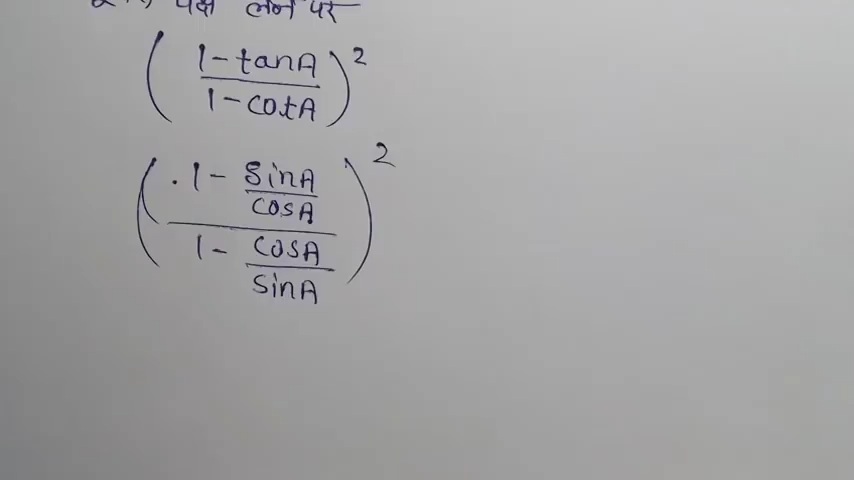 पक्ष लेने पर
(1-tanA/1-cotA)²
(.1-sinA/cosA/1-cosA/sinA)²